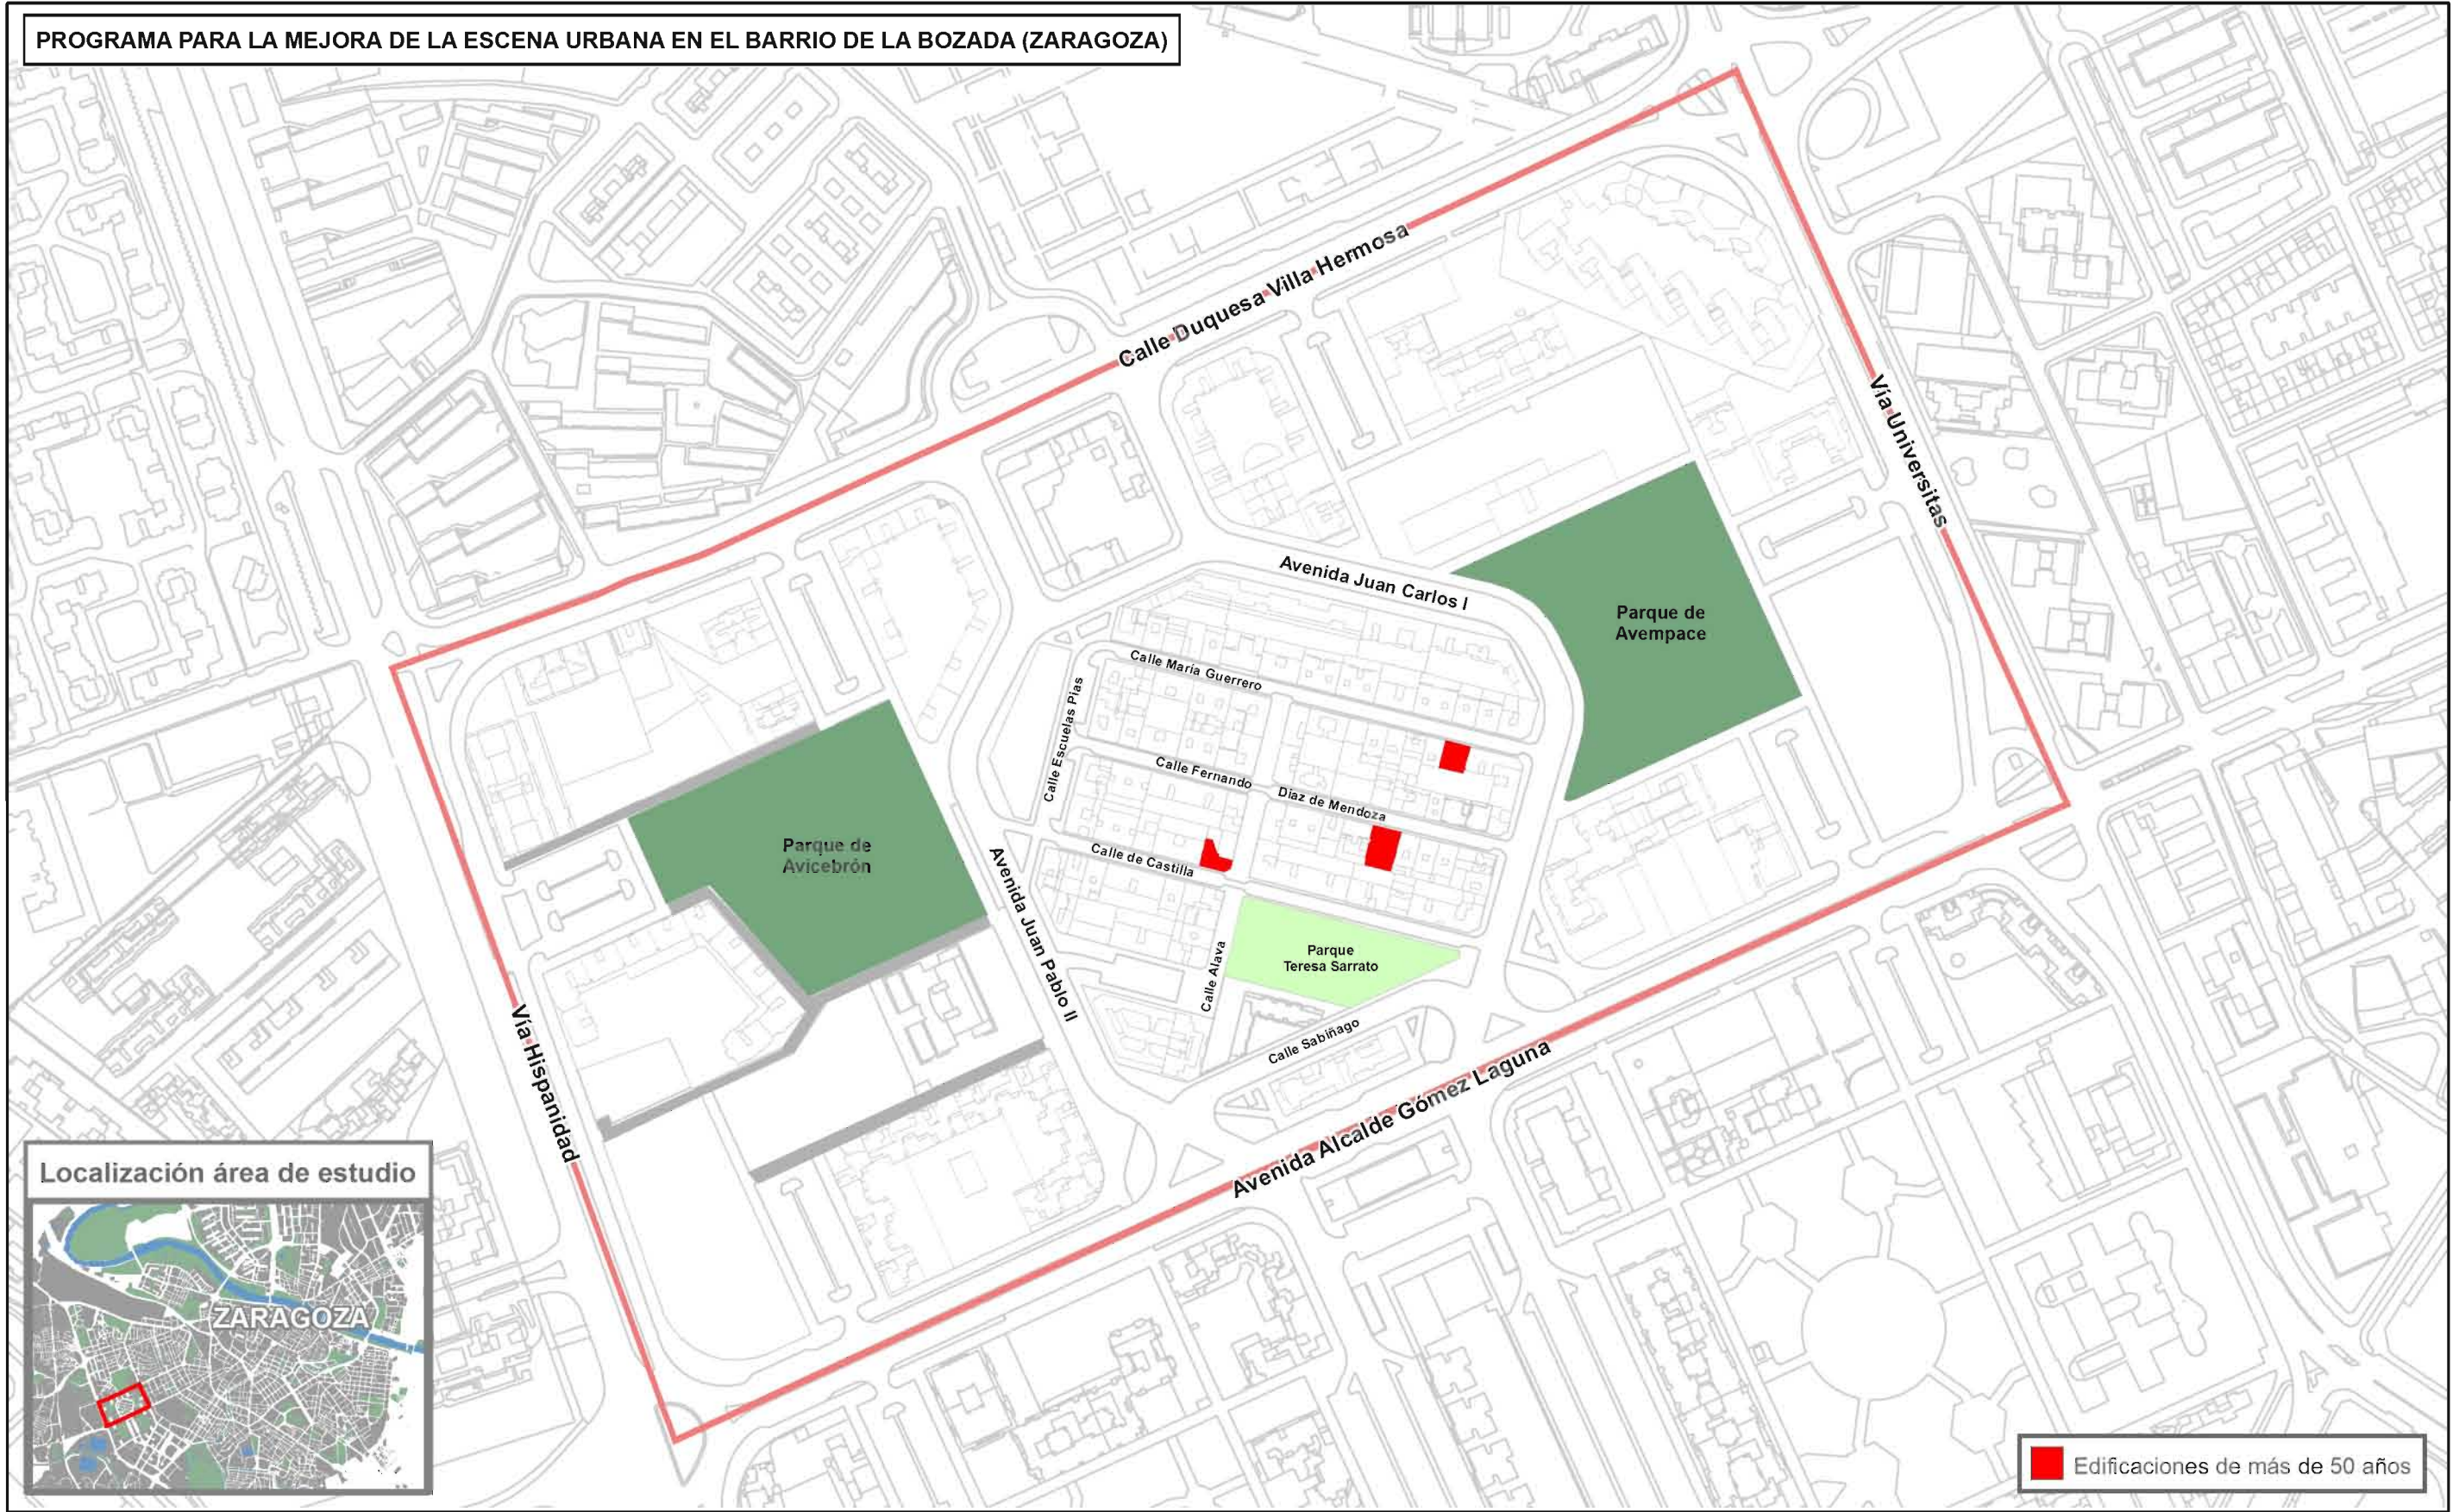 PROGRAMA PARA LA MEJORA DE LA ESCENA URBANA EN EL BARRIO DE LA BOZADA (ZARAGOZA)
Calle Duquesa Villa Hermosa
Vía Universitas
Avenida Juan Carlos I
Parque de
Avempace
Calle María Guerrero
Calle Escuelas Pias
Calle Fernando
Diaz de Mendoza
Parque de
Avicebrón
Calle de Castilla
Avenida Juan Pablo II
Calle Alava
Parque
Teresa Sarrato
Calle Sabiñago
Vía Hispanidad
Avenida Alcalde Gómez Laguna
Localización área de estudio
ZARAGOZA
Edificaciones de más de 50 años